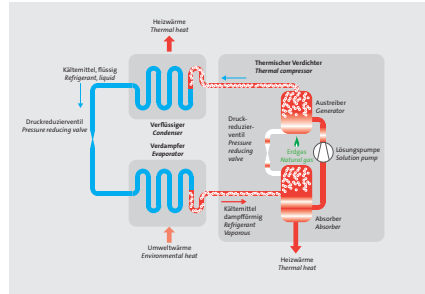 Heizwärme
Thermal heat
Kältemittel, flüssig
Refrigerant, liquid
Thermischer Verdichter
Thermal compressor
Druckreduzierventil
Pressure reducing valve
Verflüssiger
Condenser
Verdampfer
Evaporator
Druck-
reduzier-
ventil
Pressure
reducing
valve
Austreiber
Generator
Erdgas
Natural gas
Lösungspumpe
Solution pump
Kältemittel
dampfförmig
Refrigerant
Vaporous
Absorber
Absorber
Umweltwärme
Environmental heat
Heizwärme
Thermal heat